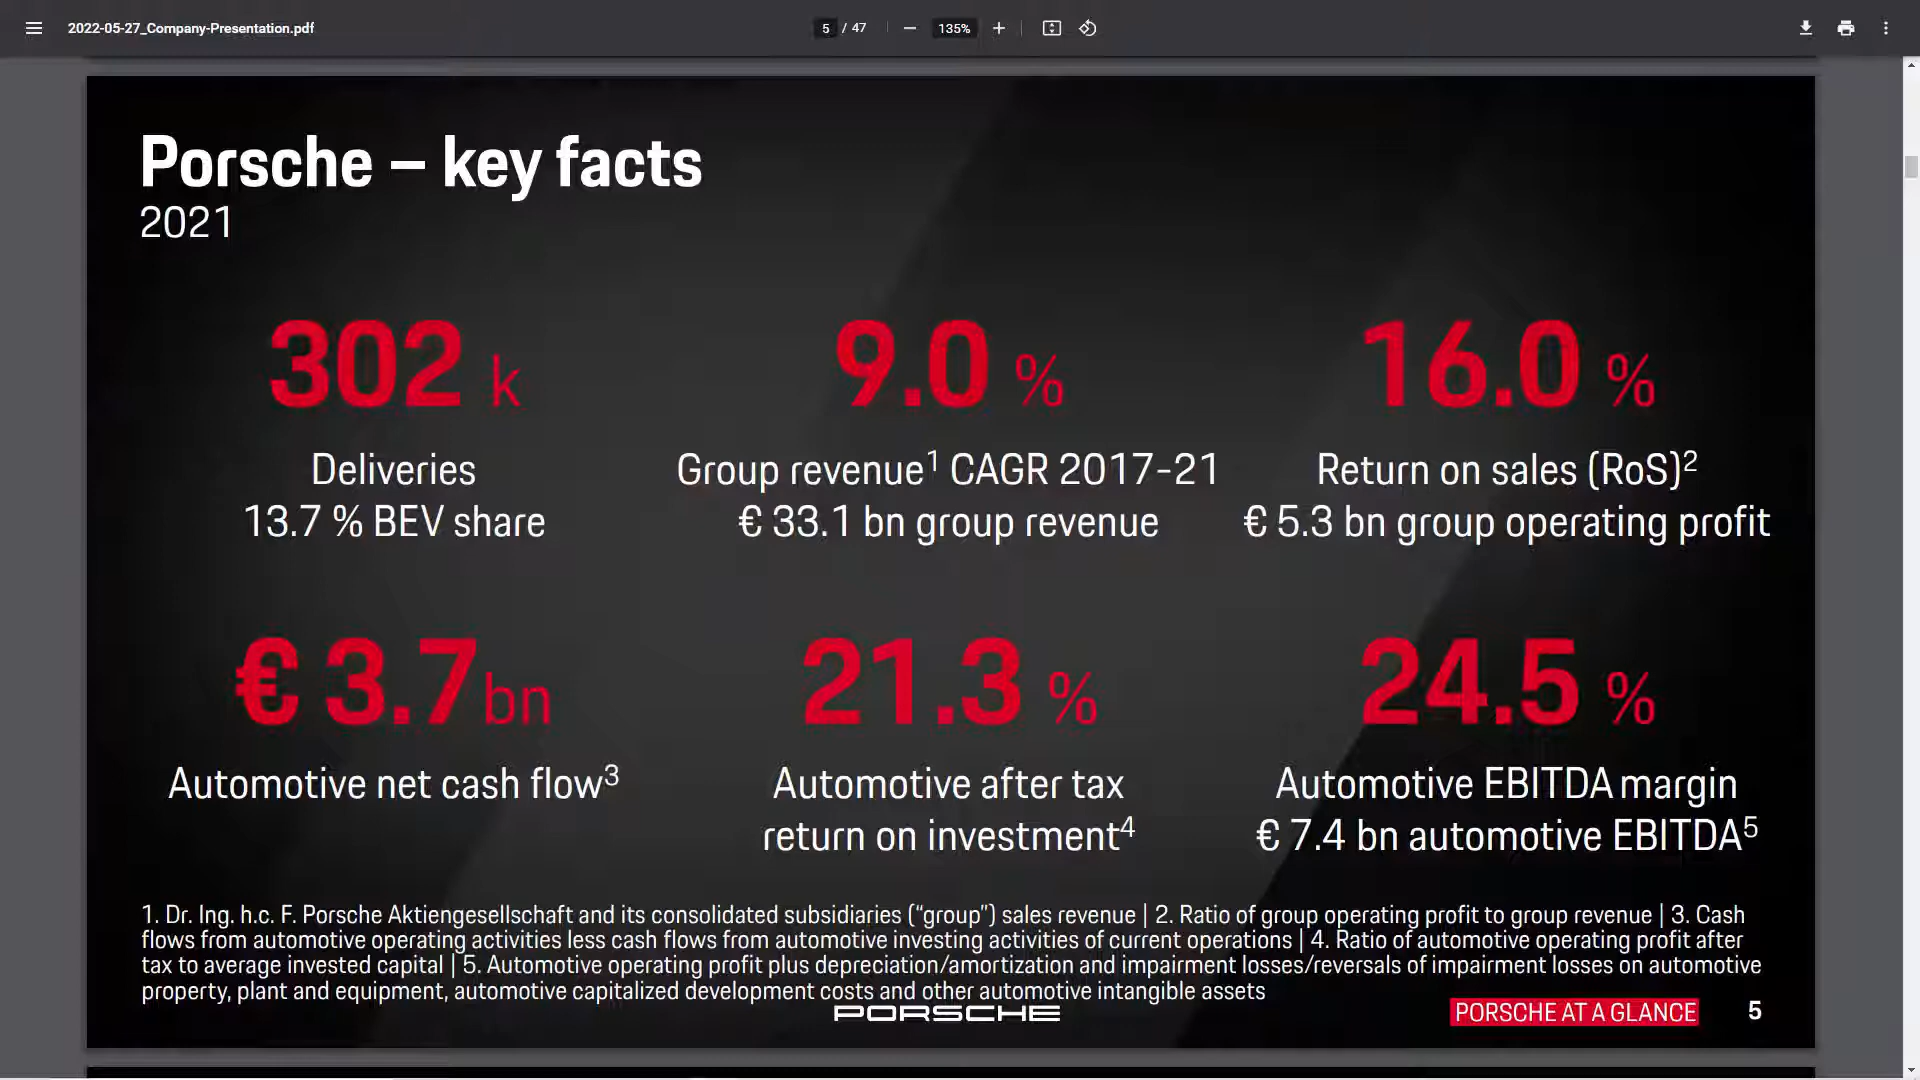 2022-05-27_Company-Presentation.pdf
5 / 47
135%
Porsche – key facts
2021
302 k
Deliveries
13.7 % BEV share
9.0 %
Group revenue¹ CAGR 2017-21
€ 33.1 bn group revenue
16.0 %
Return on sales (RoS)²
€ 5.3 bn group operating profit
€ 3.7 bn
Automotive net cash flow³
21.3 %
Automotive after tax
return on investment⁴
24.5 %
Automotive EBITDA margin
€ 7.4 bn automotive EBITDA⁵
1. Dr. Ing. h.c. F. Porsche Aktiengesellschaft and its consolidated subsidiaries (“group”) sales revenue | 2. Ratio of group operating profit to group revenue | 3. Cash
flows from automotive operating activities less cash flows from automotive investing activities of current operations | 4. Ratio of automotive operating profit after
tax to average invested capital | 5. Automotive operating profit plus depreciation/amortization and impairment losses/reversals of impairment losses on automotive
property, plant and equipment, automotive capitalized development costs and other automotive intangible assets
PORSCHE
PORSCHE AT A GLANCE
5